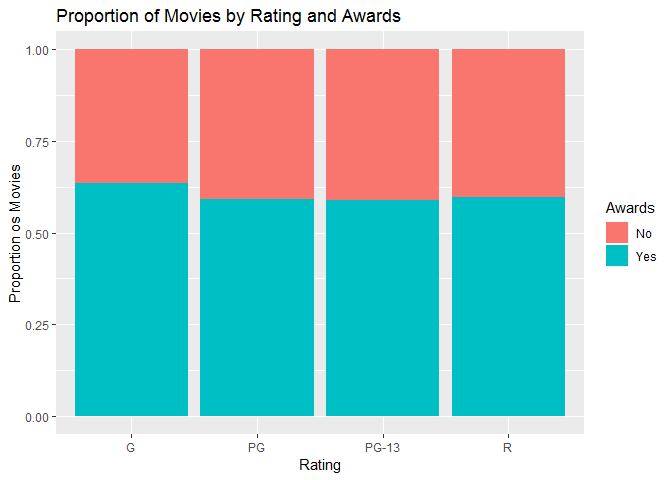 Proportion of Movies by Rating and Awards
Proportion os Movies
1.00
0.75
0.50
0.25
0.00
G
PG
PG-13
R
Rating
Awards
No
Yes